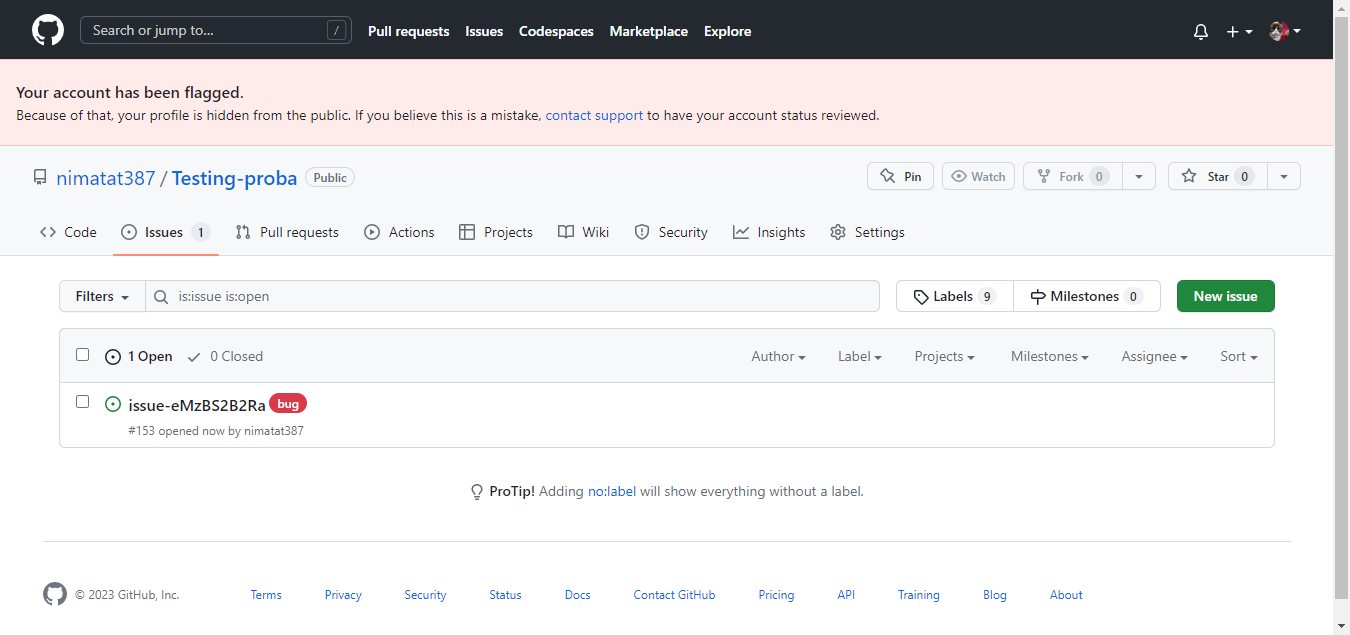 Search or jump to... / Pull requests Issues Codespaces Marketplace Explore
Your account has been flagged.
Because of that, your profile is hidden from the public. If you believe this is a mistake, contact support to have your account status reviewed.
nimatat387 / Testing-proba Public Pin Watch Fork 0 Star 0
Code Issues 1 Pull requests Actions Projects Wiki Security Insights Settings
Filters is:issue is:open Labels 9 Milestones 0 New issue
1 Open 0 Closed Author Label Projects Milestones Assignee Sort
issue-eMzBS2B2Ra bug
#153 opened now by nimatat387
ProTip! Adding no:label will show everything without a label.
© 2023 GitHub, Inc. Terms Privacy Security Status Docs Contact GitHub Pricing API Training Blog About